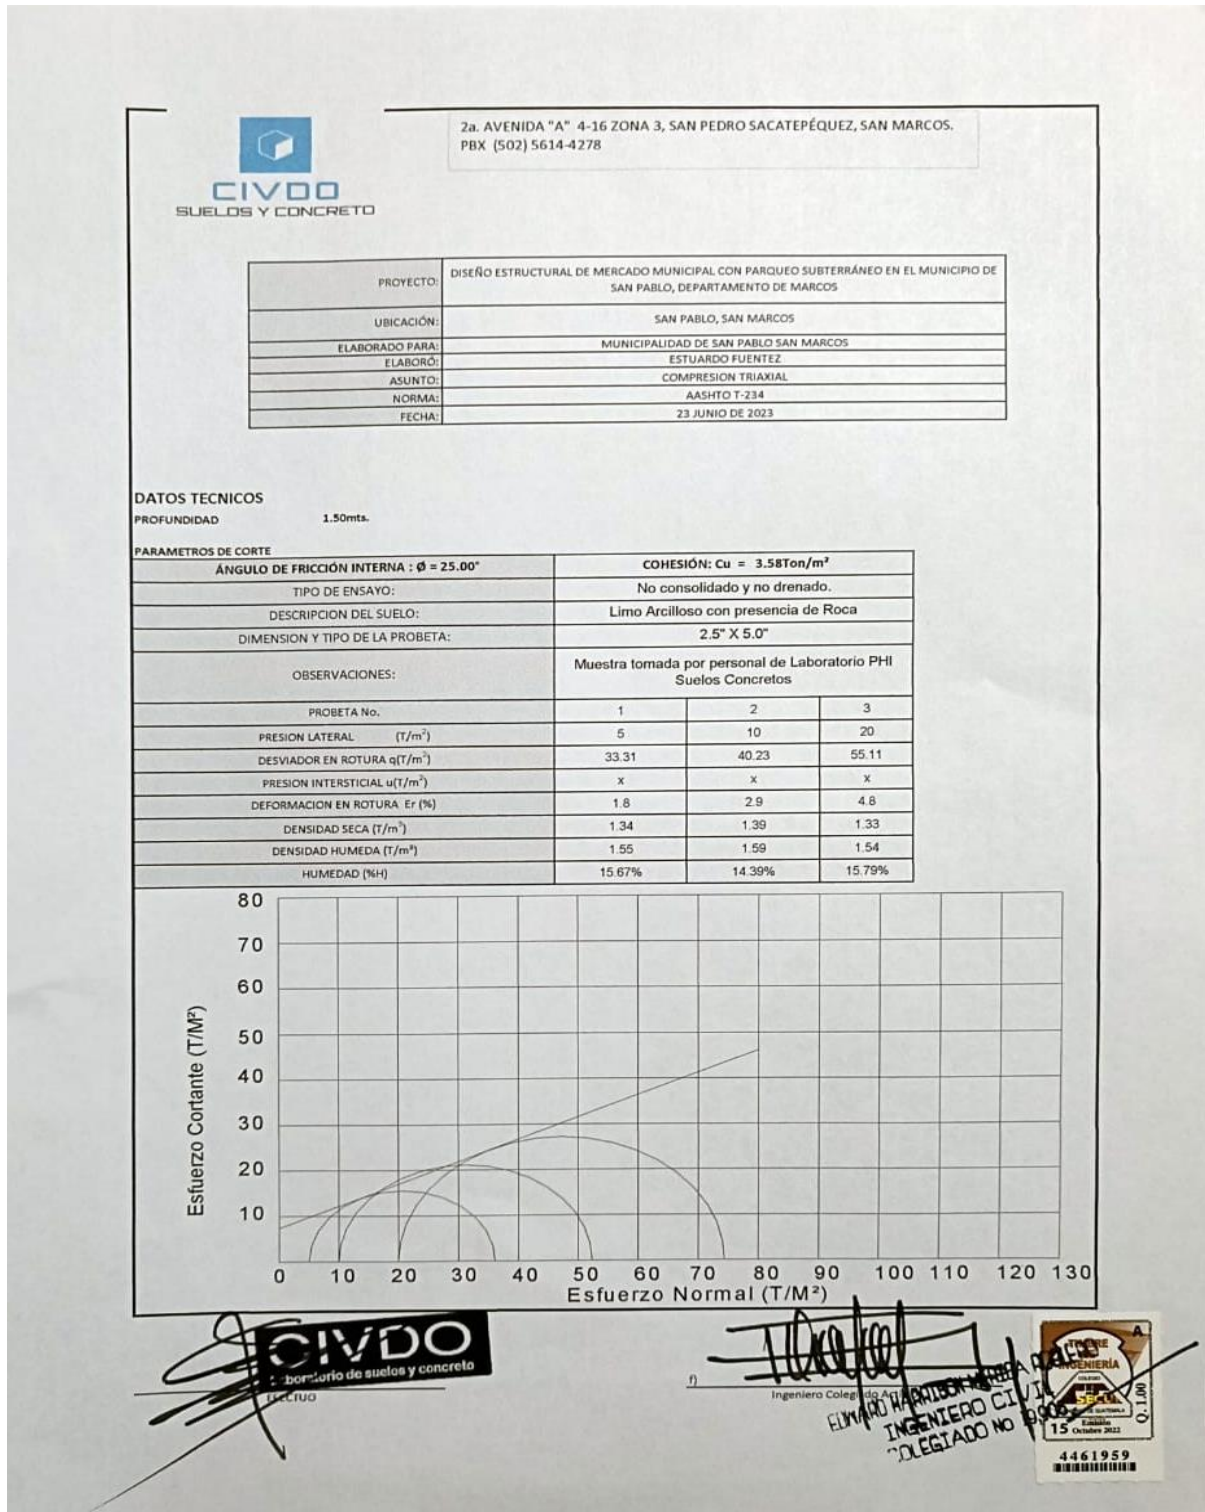 2a. AVENIDA "A" 4-16 ZONA 3, SAN PEDRO SACATEPÉQUEZ, SAN MARCOS.
PBX (502) 5614-4278
CIVDO
SUELOS Y CONCRETO
PROYECTO: DISEÑO ESTRUCTURAL DE MERCADO MUNICIPAL CON PARQUEO SUBTERRÁNEO EN EL MUNICIPIO DE
SAN PABLO, DEPARTAMENTO DE MARCOS
UBICACIÓN: SAN PABLO, SAN MARCOS
ELABORADO PARA: MUNICIPALIDAD DE SAN PABLO SAN MARCOS
ELABORÓ: ESTUARDO FUENTEZ
ASUNTO: COMPRESION TRIAXIAL
NORMA: AASHTO T-234
FECHA: 23 JUNIO DE 2023
DATOS TECNICOS
PROFUNDIDAD 1.50mts.
PARAMETROS DE CORTE
ÁNGULO DE FRICCIÓN INTERNA : Ø = 25.00° COHESIÓN: Cu = 3.58Ton/m²
TIPO DE ENSAYO: No consolidado y no drenado.
DESCRIPCION DEL SUELO: Limo Arcilloso con presencia de Roca
DIMENSION Y TIPO DE LA PROBETA: 2.5" X 5.0"
OBSERVACIONES: Muestra tomada por personal de Laboratorio PHI
Suelos Concretos
PROBETA No. 1 2 3
PRESION LATERAL (T/m²) 5 10 20
DESVIADOR EN ROTURA q(T/m²) 33.31 40.23 55.11
PRESION INTERSTICIAL u(T/m²) x x x
DEFORMACION EN ROTURA Er (%) 1.8 2.9 4.8
DENSIDAD SECA (T/m³) 1.34 1.39 1.33
DENSIDAD HUMEDA (T/m³) 1.55 1.59 1.54
HUMEDAD (%H) 15.67% 14.39% 15.79%
80
70
60
50
40
30
20
10
Esfuerzo Cortante (T/M²)
0 10 20 30 40 50 60 70 80 90 100 110 120 130
Esfuerzo Normal (T/M²)
CIVDO
Laboratorio de suelos y concreto
f)
Ingeniero Colegiado
INGENIERO CIVIL
COLEGIADO NO
TIMBRE
INGENIERÍA
A
COLEGIO
DE GUATEMALA
Emisión
15 Octubre 2022
Q.1.00
4461959